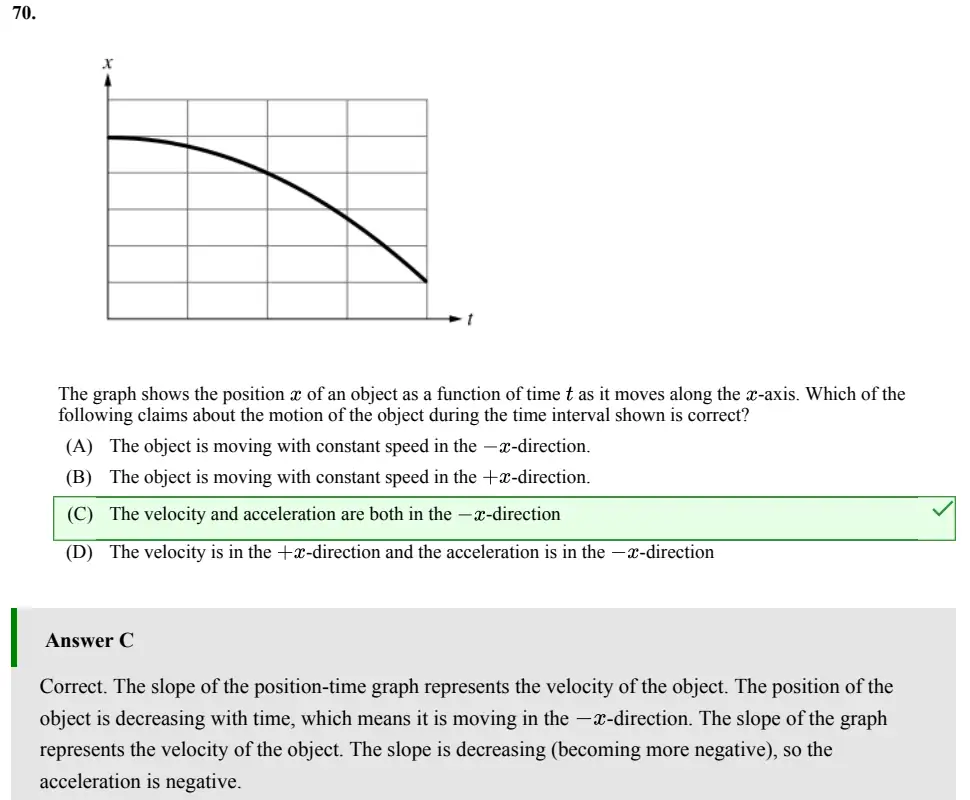 70.
x
t
The graph shows the position x of an object as a function of time t as it moves along the x-axis. Which of the
following claims about the motion of the object during the time interval shown is correct?
(A) The object is moving with constant speed in the −x-direction.
(B) The object is moving with constant speed in the +x-direction.
(C) The velocity and acceleration are both in the −x-direction
(D) The velocity is in the +x-direction and the acceleration is in the −x-direction
Answer C
Correct. The slope of the position-time graph represents the velocity of the object. The position of the
object is decreasing with time, which means it is moving in the −x-direction. The slope of the graph
represents the velocity of the object. The slope is decreasing (becoming more negative), so the
acceleration is negative.